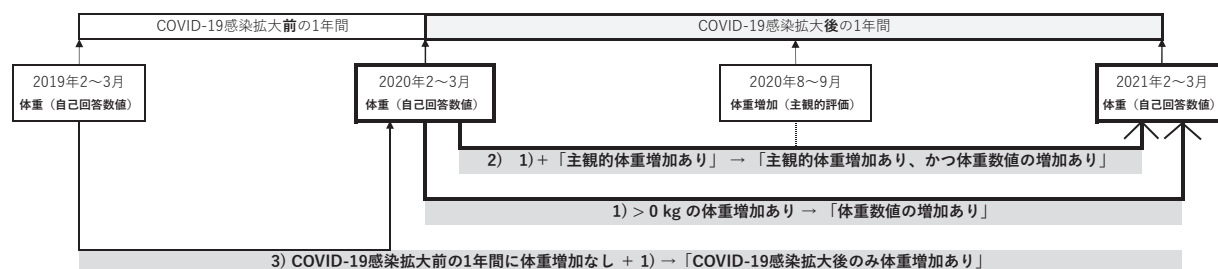 COVID-19感染拡大前の1年間
COVID-19感染拡大後の1年間
2019年2～3月
体重（自己回答数値）
2020年2～3月
体重（自己回答数値）
2020年8～9月
体重増加（主観的評価）
2021年2～3月
体重（自己回答数値）
2) 1)＋「主観的体重増加あり」 → 「主観的体重増加あり、かつ体重数値の増加あり」
1) > 0 kg の体重増加あり → 「体重数値の増加あり」
3) COVID-19感染拡大前の1年間に体重増加なし ＋ 1) →「COVID-19感染拡大後のみ体重増加あり」